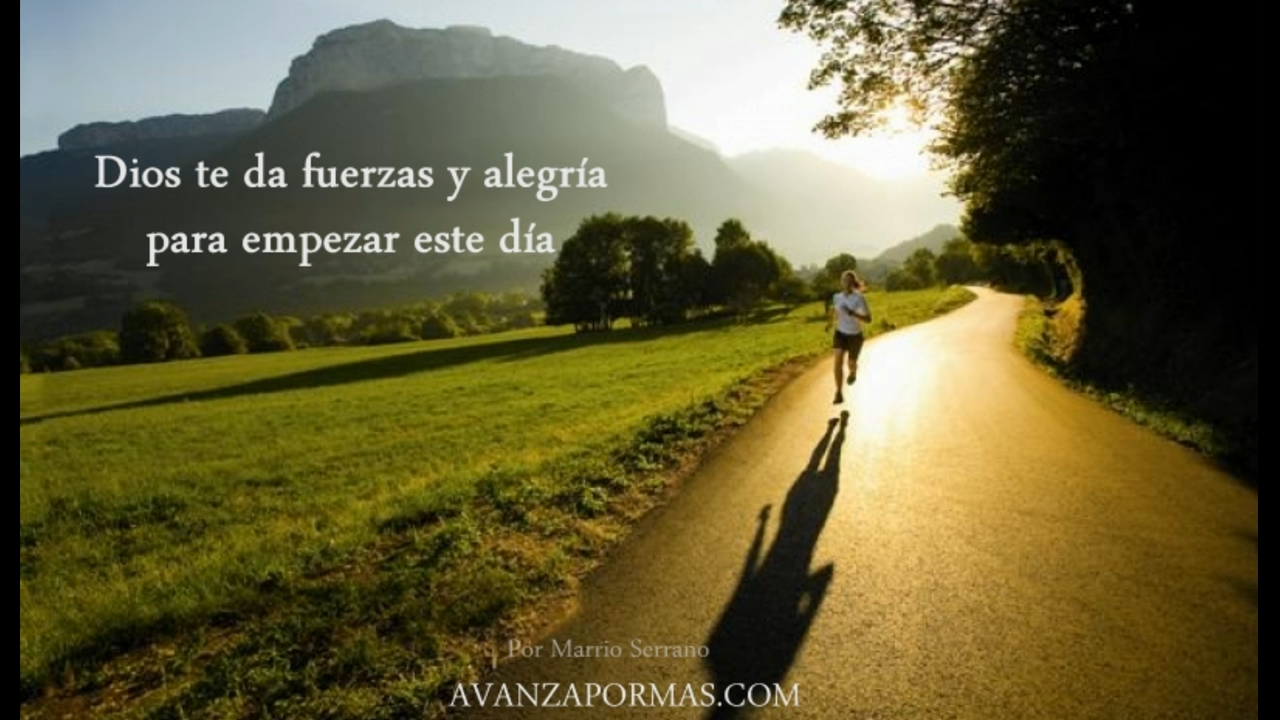 Dios te da fuerzas y alegría
para empezar este día
Por Marrio Serrano
AVANZAPORMAS.COM